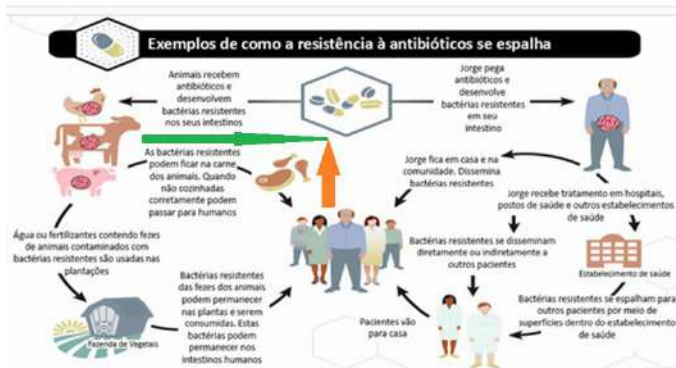 Exemplos de como a resistência à antibióticos se espalha
Animais recebem
antibióticos e
desenvolvem
bactérias resistentes
nos seus intestinos
Jorge pega
antibióticos e
desenvolve
bactérias resistentes
em seu
intestino
As bactérias resistentes
podem ficar na carne
dos animais. Quando
não cozinhadas
corretamente podem
passar para humanos
Jorge fica em casa e na
comunidade. Dissemina
bactérias resistentes
Jorge recebe tratamento em hospitais,
postos de saúde e outros estabelecimentos
de saúde
Água ou fertilizantes contendo fezes
de animais contaminados com
bactérias resistentes são usadas nas
plantações
Bactérias resistentes se disseminam
diretamente ou indiretamente a
outros pacientes
Estabelecimento de saúde
Bactérias resistentes
das fezes dos animais
podem permanecer
nas plantas e serem
consumidas. Estas
bactérias podem
permanecer nos
intestinos humanos
Fazenda de Vegetais
Pacientes vão
para casa
Bactérias resistentes se espalham para
outros pacientes por meio de
superfícies dentro do estabelecimento
de saúde